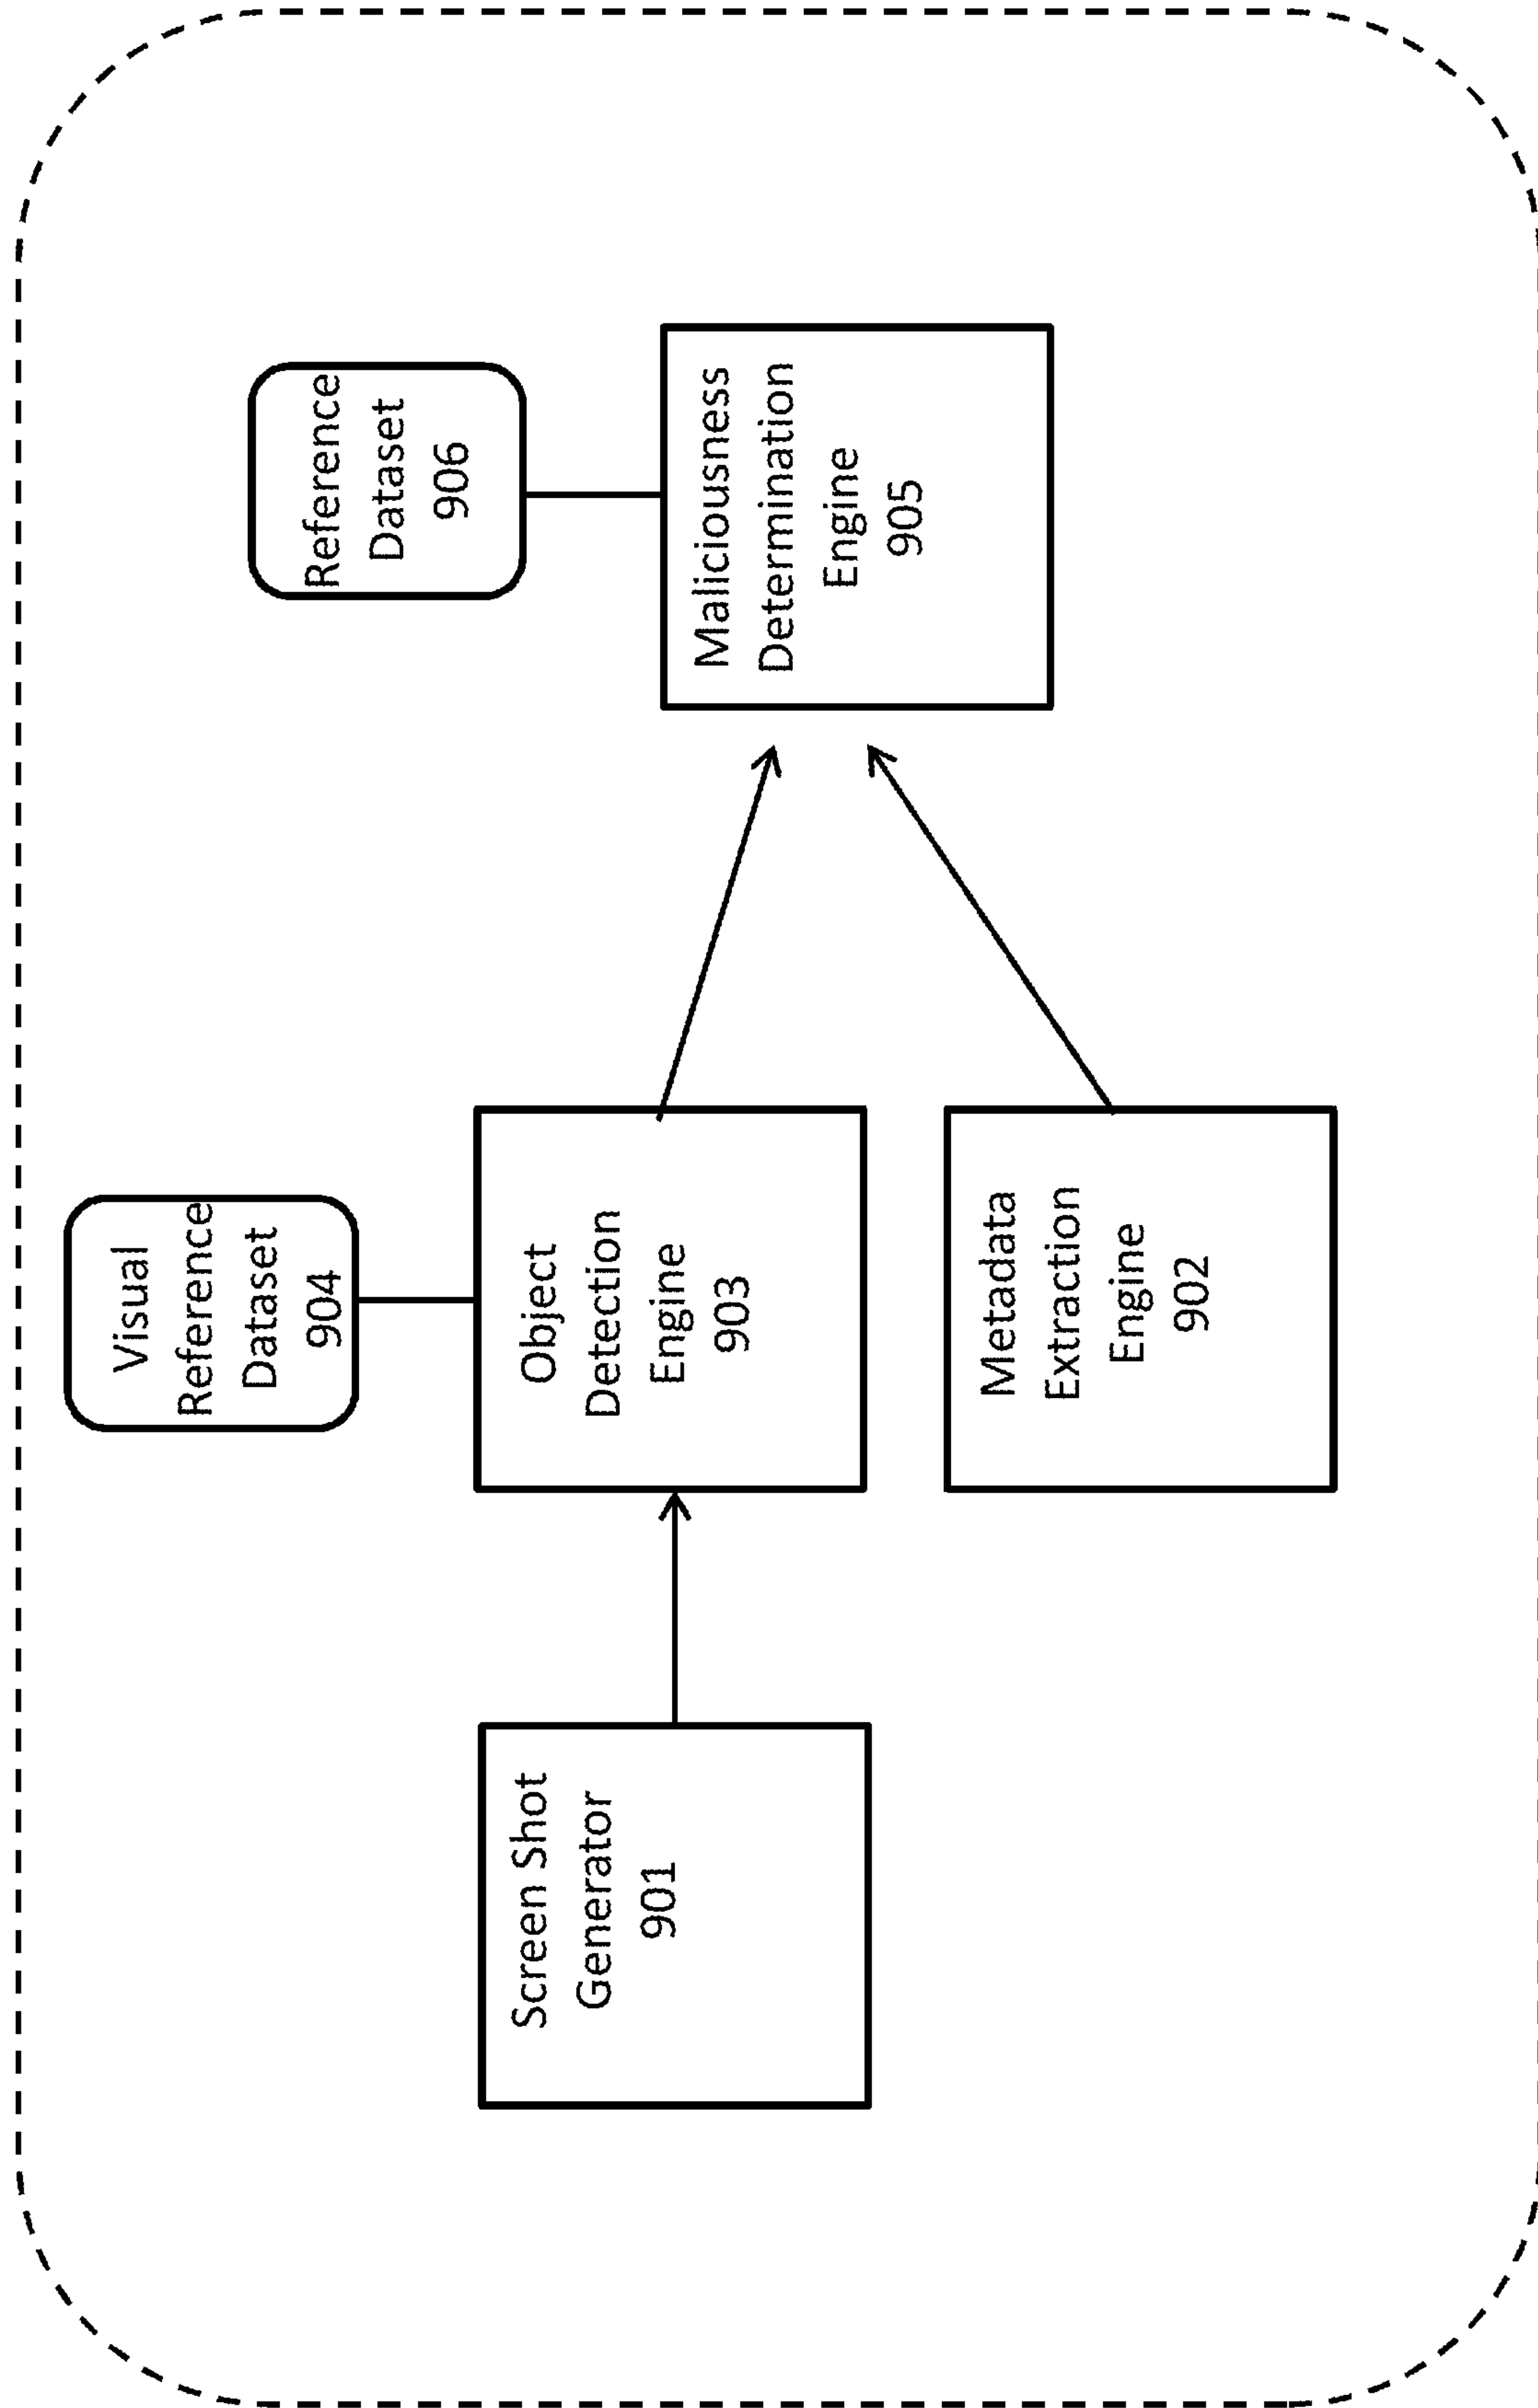 Visual
Reference
Dataset
904
Reference
Dataset
906
Screen Shot
Generator
901
Object
Detection
Engine
903
Maliciousness
Determination
Engine
905
Metadata
Extraction
Engine
902